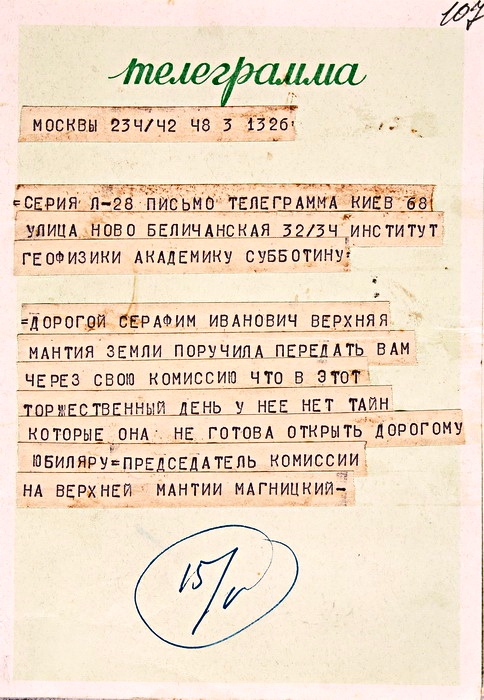 107
телеграмма
МОСКВЫ 234/42 48 3 1326
=СЕРИЯ Л-28 ПИСЬМО ТЕЛЕГРАММА КИЕВ 68
УЛИЦА НОВО БЕЛИЧАНСКАЯ 32/34 ИНСТИТУТ
ГЕОФИЗИКИ АКАДЕМИКУ СУББОТИНУ=
=ДОРОГОЙ СЕРАФИМ ИВАНОВИЧ ВЕРХНЯЯ
МАНТИЯ ЗЕМЛИ ПОРУЧИЛА ПЕРЕДАТЬ ВАМ
ЧЕРЕЗ СВОЮ КОМИССИЮ ЧТО В ЭТОТ
ТОРЖЕСТВЕННЫЙ ДЕНЬ У НЕЕ НЕТ ТАЙН
КОТОРЫЕ ОНА НЕ ГОТОВА ОТКРЫТЬ ДОРОГОМУ
ЮБИЛЯРУ=ПРЕДСЕДАТЕЛЬ КОМИССИИ
НА ВЕРХНЕЙ МАНТИИ МАГНИЦКИЙ-